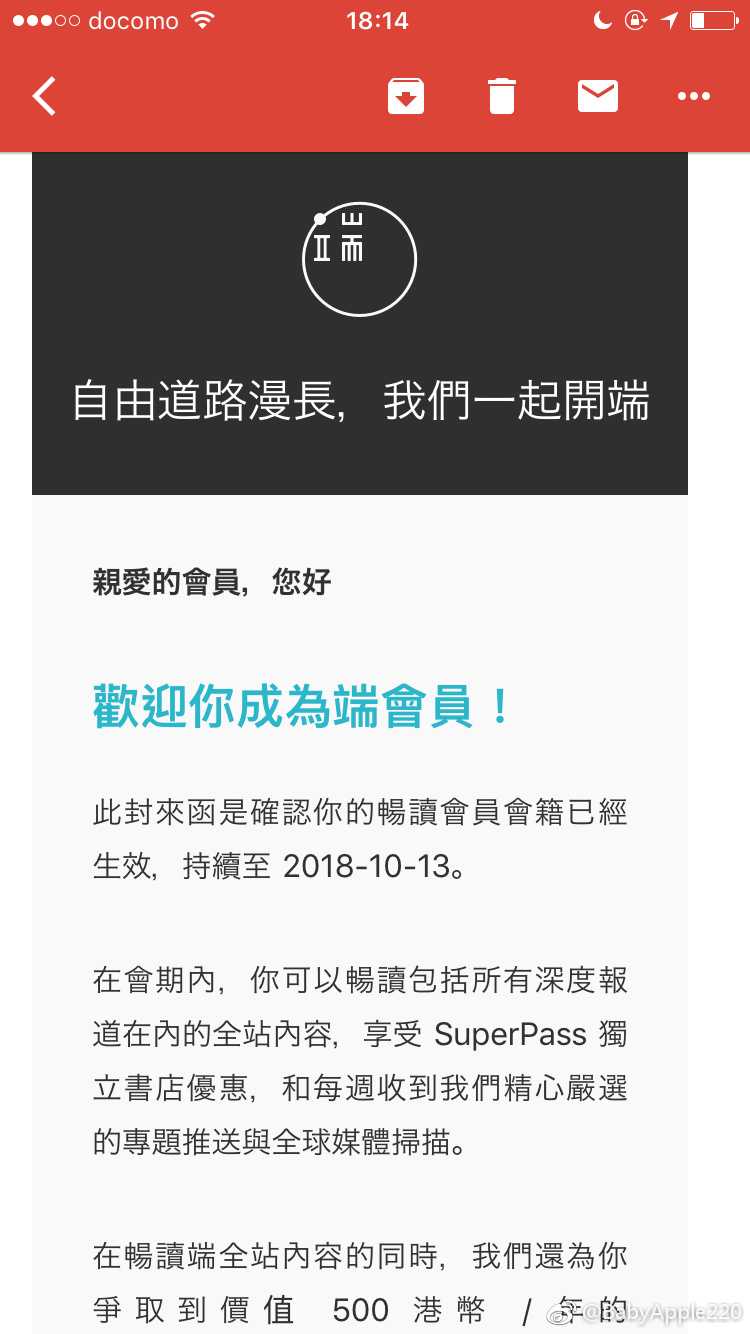 docomo 18:14
端
自由道路漫長，我們一起開端
親愛的會員，您好
歡迎你成為端會員！
此封來函是確認你的暢讀會員會籍已經
生效，持續至 2018-10-13。
在會期內，你可以暢讀包括所有深度報
道在內的全站內容，享受 SuperPass 獨
立書店優惠，和每週收到我們精心嚴選
的專題推送與全球媒體掃描。
在暢讀端全站內容的同時，我們還為你
爭取到價值 500 港幣 / 年的
@BabyApple220